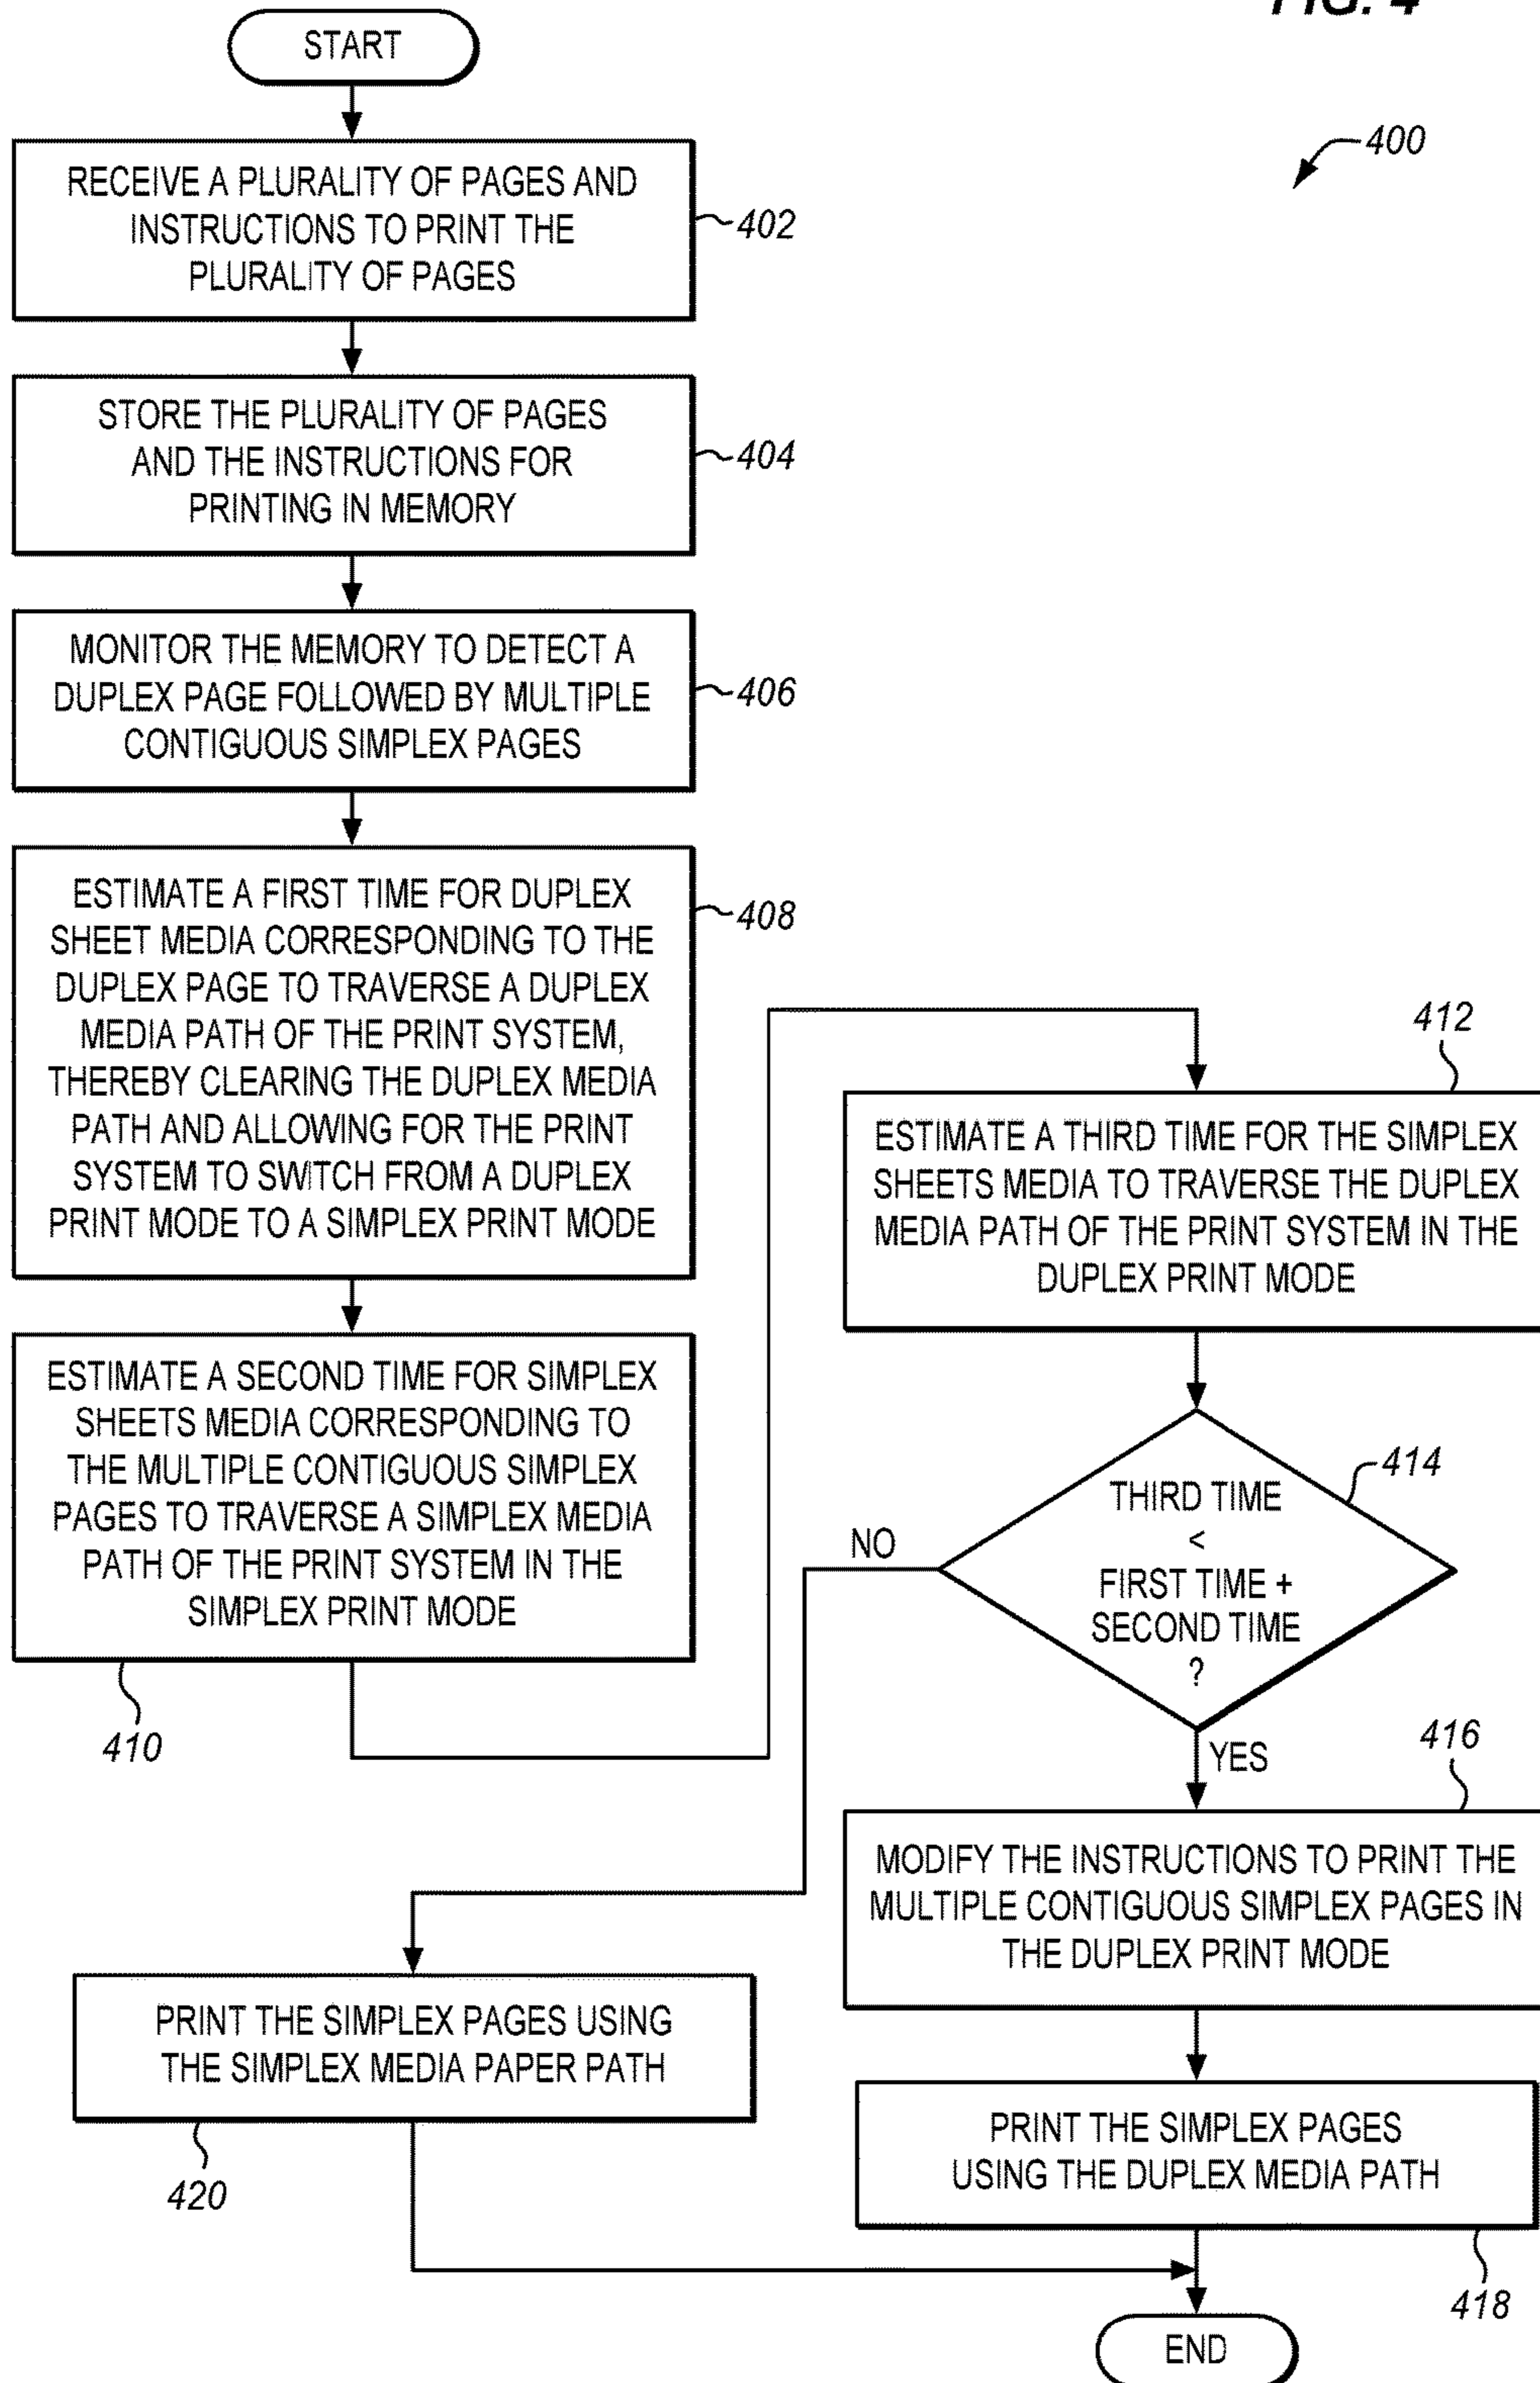 FIG. 4
START
400
RECEIVE A PLURALITY OF PAGES AND
INSTRUCTIONS TO PRINT THE
PLURALITY OF PAGES
402
STORE THE PLURALITY OF PAGES
AND THE INSTRUCTIONS FOR
PRINTING IN MEMORY
404
MONITOR THE MEMORY TO DETECT A
DUPLEX PAGE FOLLOWED BY MULTIPLE
CONTIGUOUS SIMPLEX PAGES
406
ESTIMATE A FIRST TIME FOR DUPLEX
SHEET MEDIA CORRESPONDING TO THE
DUPLEX PAGE TO TRAVERSE A DUPLEX
MEDIA PATH OF THE PRINT SYSTEM,
THEREBY CLEARING THE DUPLEX MEDIA
PATH AND ALLOWING FOR THE PRINT
SYSTEM TO SWITCH FROM A DUPLEX
PRINT MODE TO A SIMPLEX PRINT MODE
408
ESTIMATE A SECOND TIME FOR SIMPLEX
SHEETS MEDIA CORRESPONDING TO
THE MULTIPLE CONTIGUOUS SIMPLEX
PAGES TO TRAVERSE A SIMPLEX MEDIA
PATH OF THE PRINT SYSTEM IN THE
SIMPLEX PRINT MODE
410
412
ESTIMATE A THIRD TIME FOR THE SIMPLEX
SHEETS MEDIA TO TRAVERSE THE DUPLEX
MEDIA PATH OF THE PRINT SYSTEM IN THE
DUPLEX PRINT MODE
414
THIRD TIME
<
FIRST TIME +
SECOND TIME
?
NO
YES
416
MODIFY THE INSTRUCTIONS TO PRINT THE
MULTIPLE CONTIGUOUS SIMPLEX PAGES IN
THE DUPLEX PRINT MODE
PRINT THE SIMPLEX PAGES USING
THE SIMPLEX MEDIA PAPER PATH
420
PRINT THE SIMPLEX PAGES
USING THE DUPLEX MEDIA PATH
418
END